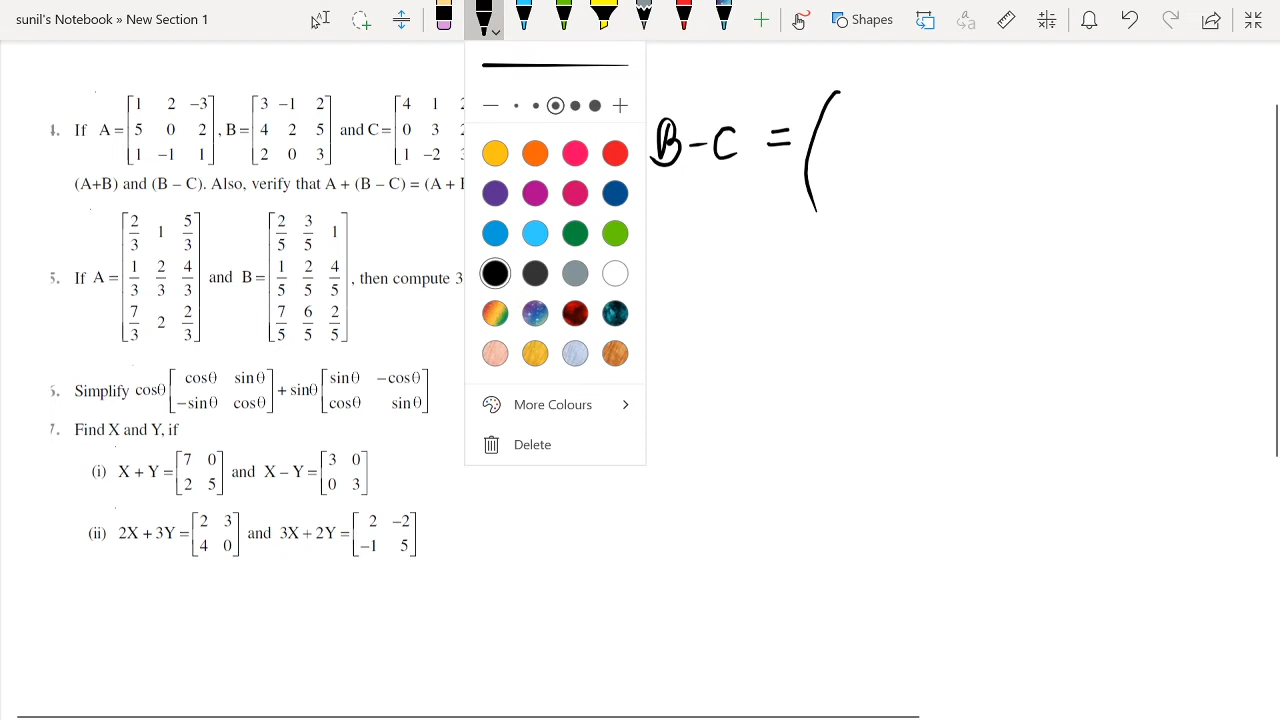 sunil's Notebook » New Section 1
Shapes
4. If A = [1 2 −3 / 5 0 2 / 1 −1 1], B = [3 −1 2 / 4 2 5 / 2 0 3] and C = [4 1 / 0 3 / 1 −2
(A+B) and (B – C). Also, verify that A + (B – C) = (A +
5. If A = [2/3 1 5/3 / 1/3 2/3 4/3 / 7/3 2 2/3] and B = [2/5 3/5 1 / 1/5 2/5 4/5 / 7/5 6/5 2/5], then compute 3
6. Simplify cosθ [cosθ sinθ / −sinθ cosθ] + sinθ [sinθ −cosθ / cosθ sinθ]
7. Find X and Y, if
(i) X + Y = [7 0 / 2 5] and X – Y = [3 0 / 0 3]
(ii) 2X + 3Y = [2 3 / 4 0] and 3X + 2Y = [2 −2 / −1 5]
B – C = (
More Colours
Delete